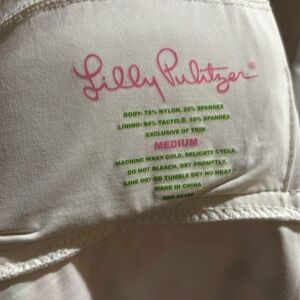 Lilly Pulitzer®
BODY: 78% NYLON, 22% SPANDEX
LINING: 84% TACTEL®, 16% SPANDEX
EXCLUSIVE OF TRIM
MEDIUM
MACHINE WASH COLD, DELICATE CYCLE,
DO NOT BLEACH, DRY PROMPTLY,
LINE DRY OR TUMBLE DRY NO HEAT
MADE IN CHINA